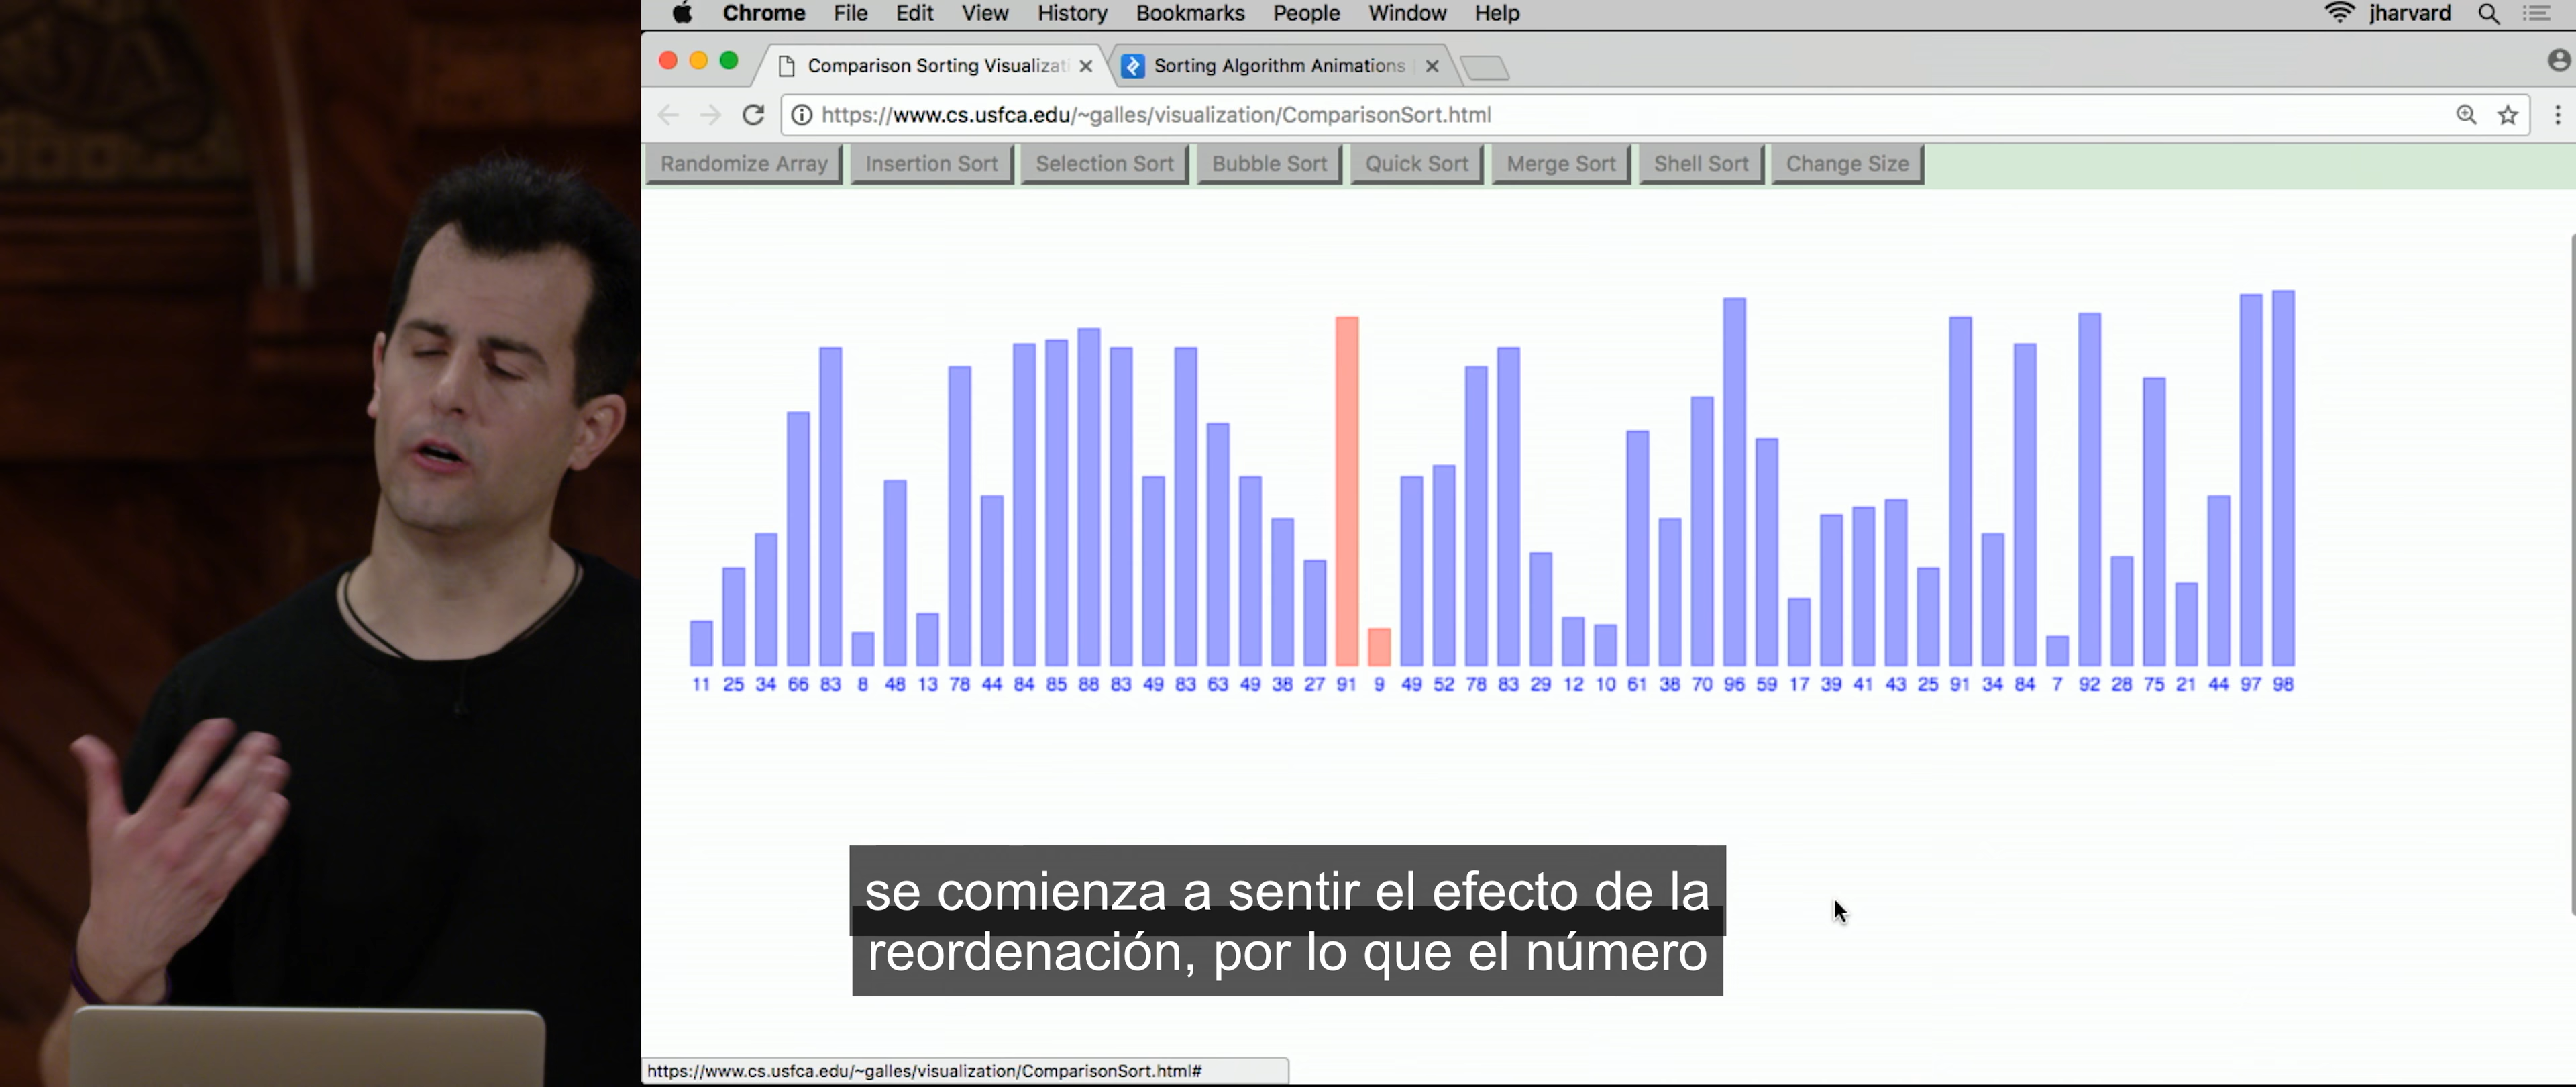 Chrome File Edit View History Bookmarks People Window Help jharvard
Comparison Sorting Visualizati Sorting Algorithm Animations
https://www.cs.usfca.edu/~galles/visualization/ComparisonSort.html
Randomize Array Insertion Sort Selection Sort Bubble Sort Quick Sort Merge Sort Shell Sort Change Size
11 25 34 66 83 8 48 13 78 44 84 85 88 83 49 83 63 49 38 27 91 9 49 52 78 83 29 12 10 61 38 70 96 59 17 39 41 43 25 91 34 84 7 92 28 75 21 44 97 98
se comienza a sentir el efecto de la
reordenación, por lo que el número
https://www.cs.usfca.edu/~galles/visualization/ComparisonSort.html#